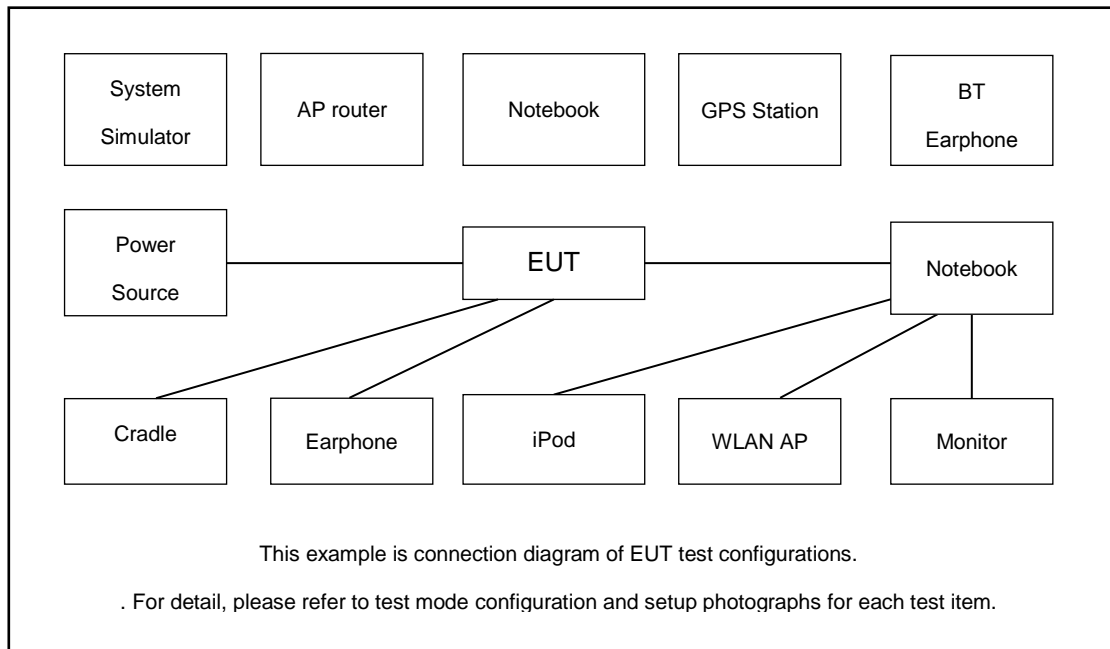 System
Simulator
AP router
Notebook
GPS Station
BT
Earphone
Power
Source
EUT
Notebook
Cradle
Earphone
iPod
WLAN AP
Monitor
This example is connection diagram of EUT test configurations.
. For detail, please refer to test mode configuration and setup photographs for each test item.